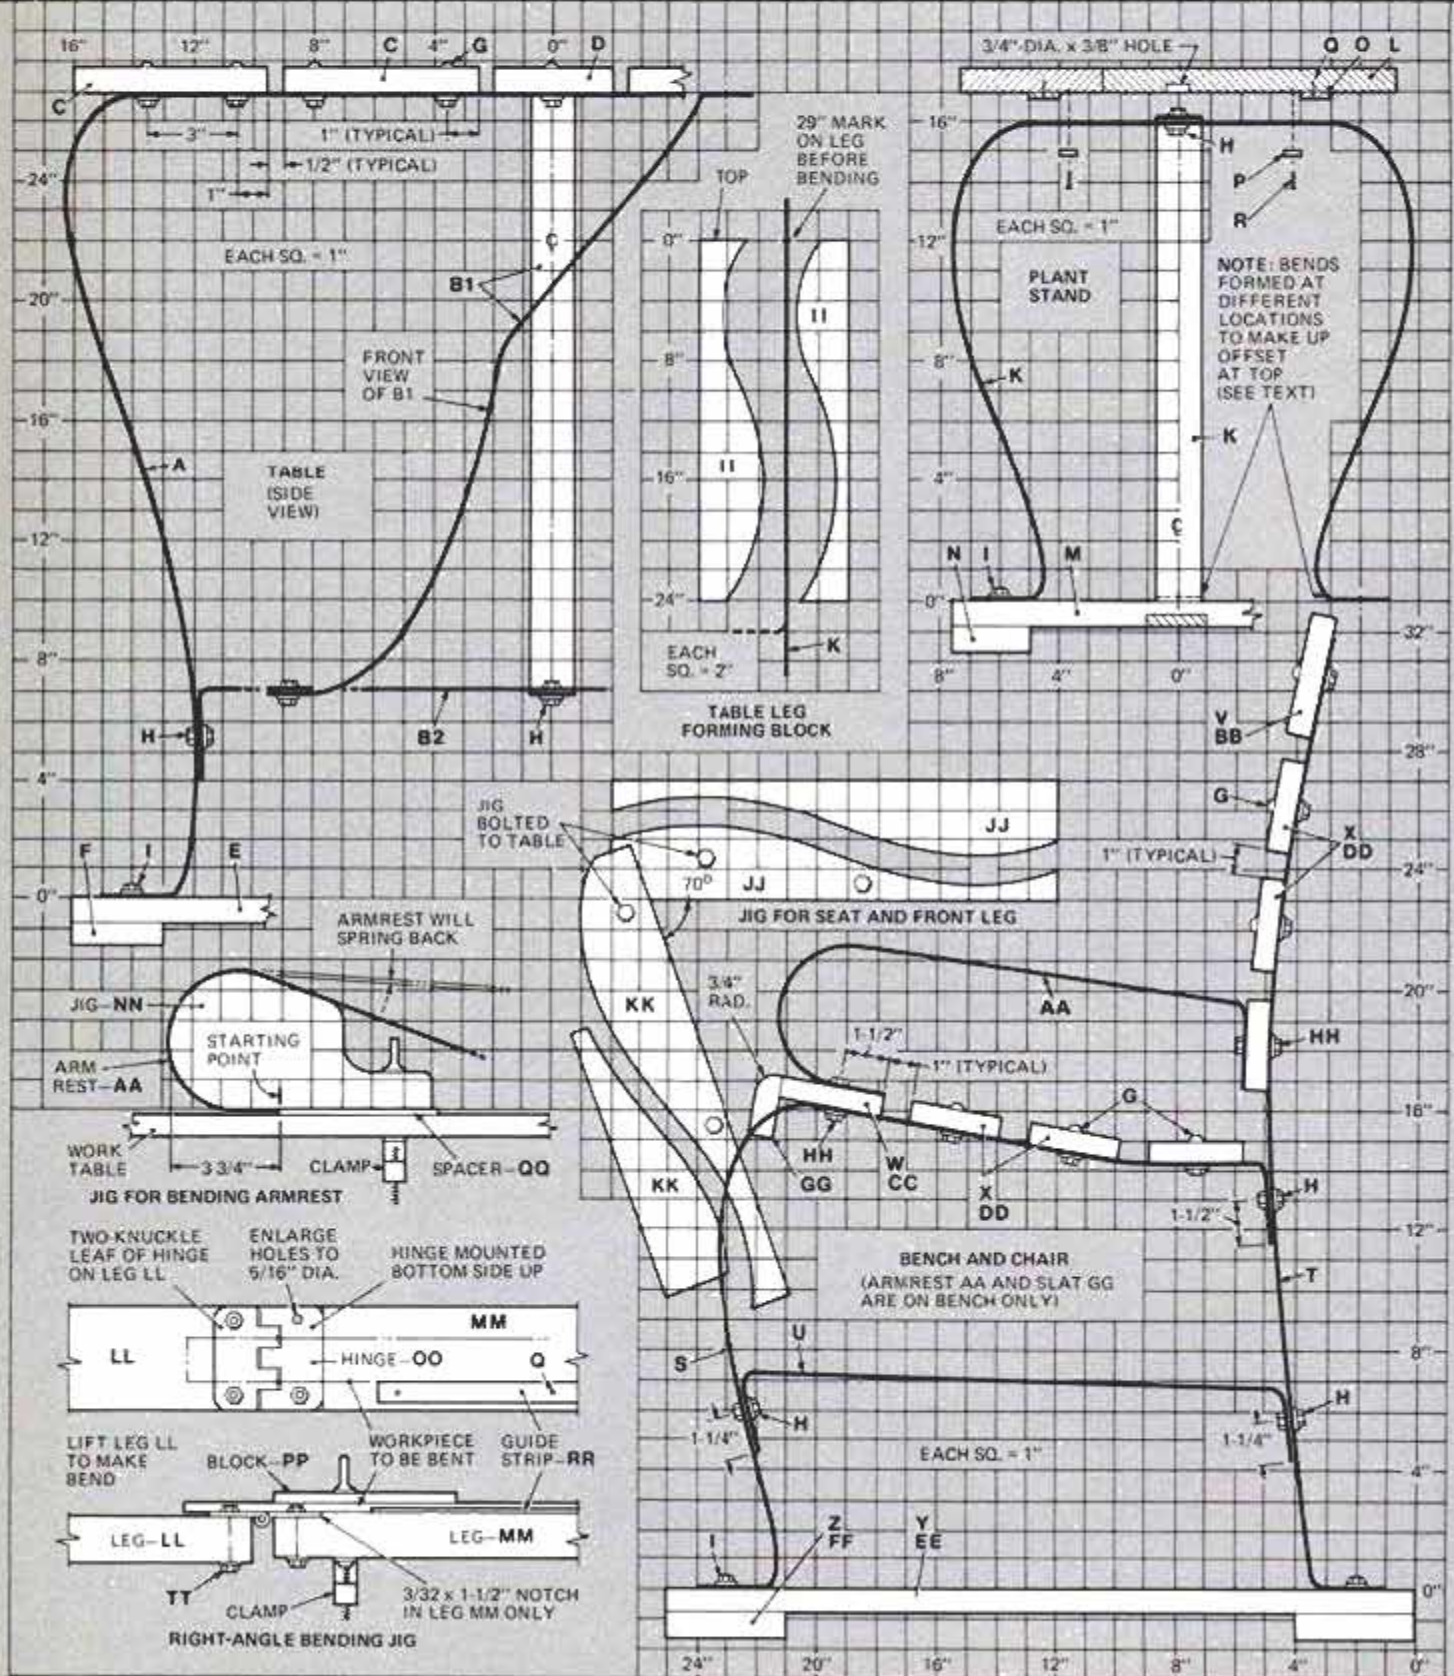 16" 12" 8" C 4" G 0" D
C
3"
1" (TYPICAL)
1/2" (TYPICAL)
1"
24"
EACH SQ. = 1"
20"
B1
FRONT
VIEW
OF B1
16"
A
TABLE
(SIDE
VIEW)
12"
8"
H
B2
H
4"
F I E
0"
29" MARK
ON LEG
BEFORE
BENDING
TOP
0"
II
8"
II
16"
24"
EACH
SQ. = 2"
K
TABLE LEG
FORMING BLOCK
3/4"-DIA. x 3/8" HOLE
Q O L
16"
H
P
R
EACH SQ. = 1"
12"
PLANT
STAND
NOTE: BENDS
FORMED AT
DIFFERENT
LOCATIONS
TO MAKE UP
OFFSET
AT TOP
(SEE TEXT)
8"
K
K
4"
N I M
0"
8" 4" 0"
JIG
BOLTED
TO TABLE
JJ
70° JJ
JIG FOR SEAT AND FRONT LEG
KK
KK
ARMREST WILL
SPRING BACK
JIG-NN
STARTING
POINT
ARM
REST-AA
WORK
TABLE
3 3/4"
CLAMP
SPACER-QQ
JIG FOR BENDING ARMREST
TWO-KNUCKLE
LEAF OF HINGE
ON LEG LL
ENLARGE
HOLES TO
5/16" DIA.
HINGE MOUNTED
BOTTOM SIDE UP
LL
MM
HINGE-OO
Q
LIFT LEG LL
TO MAKE
BEND
BLOCK-PP
WORKPIECE
TO BE BENT
GUIDE
STRIP-RR
LEG-LL
LEG-MM
TT
CLAMP
3/32 x 1-1/2" NOTCH
IN LEG MM ONLY
RIGHT-ANGLE BENDING JIG
32"
V
BB
28"
G
X
DD
1" (TYPICAL)
24"
3/4"
RAD.
AA
20"
HH
1-1/2"
1" (TYPICAL)
G
16"
HH
GG
W
CC
X
DD
H
1-1/2"
12"
BENCH AND CHAIR
(ARMREST AA AND SLAT GG
ARE ON BENCH ONLY)
T
U
S
8"
H
H
1-1/4"
1-1/4"
EACH SQ. = 1"
4"
I
Z
FF
Y
EE
0"
24" 20" 16" 12" 8" 4" 0"